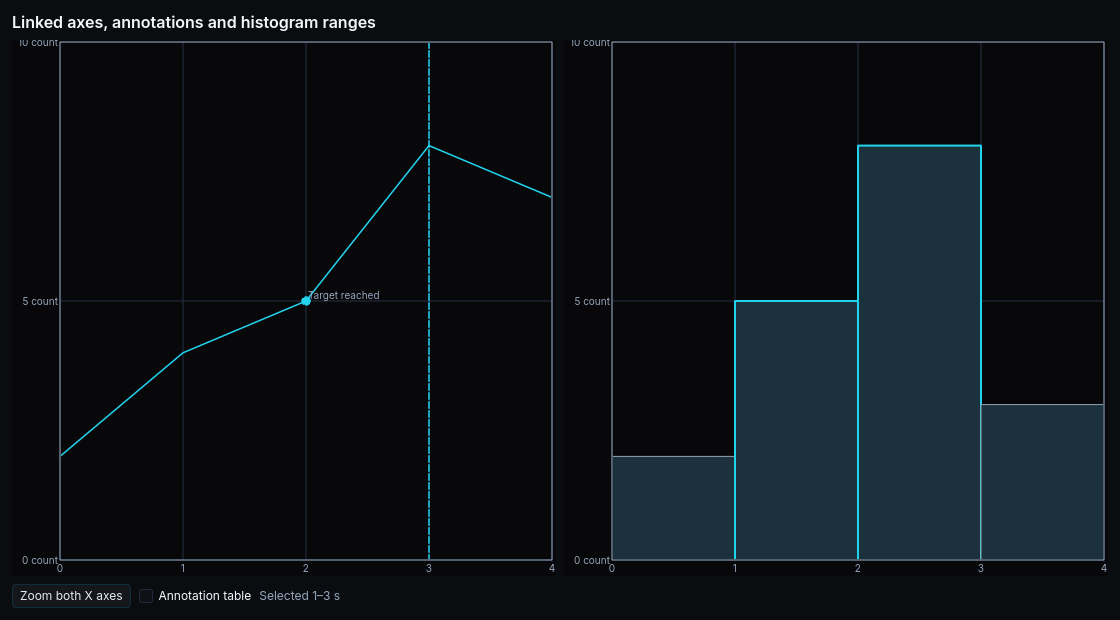 Linked axes, annotations and histogram ranges
10 count
10 count
Target reached
5 count
5 count
0 count
0 count
0 1 2 3 4
0 1 2 3 4
Zoom both X axes
Annotation table
Selected 1–3 s